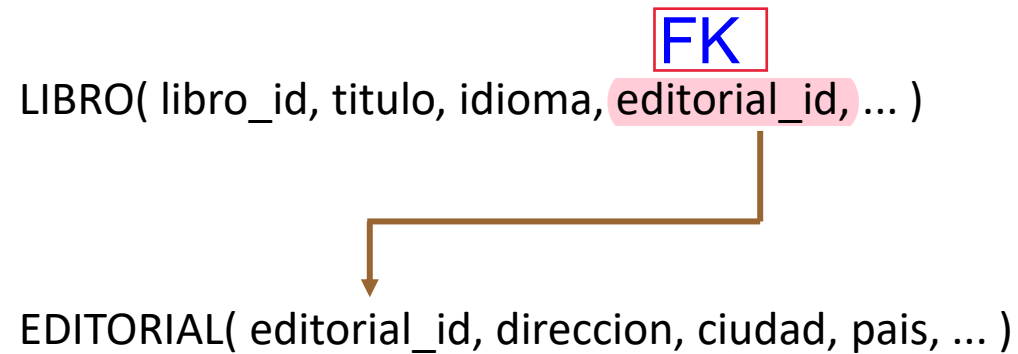 FK
LIBRO( libro_id, titulo, idioma, editorial_id, ... )
EDITORIAL( editorial_id, direccion, ciudad, pais, ... )